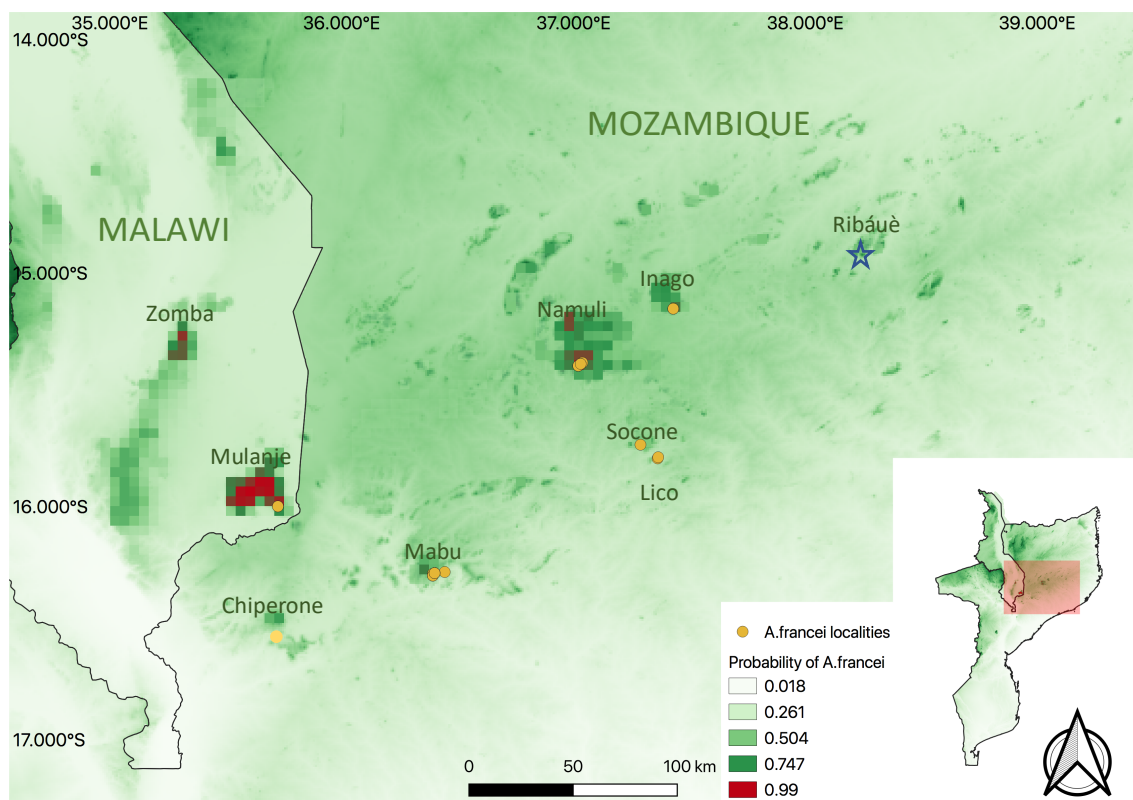 35.000°E 36.000°E 37.000°E 38.000°E 39.000°E
14.000°S
MOZAMBIQUE
MALAWI
Ribáuè
15.000°S
Inago
Zomba
Namuli
Socone
Mulanje
Lico
16.000°S
Mabu
Chiperone
A.francei localities
Probability of A.francei
0.018
0.261
0.504
17.000°S
0.747
0.99
0 50 100 km